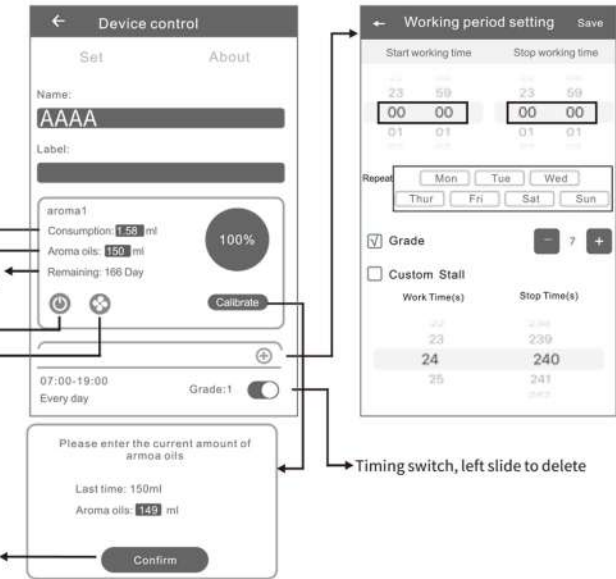 ← Device control
Set About
Name:
AAAA
Label:
aroma1
Consumption: 1.58 ml
Aroma oils: 150 ml
Remaining: 166 Day
100%
Calibrate
07:00-19:00
Every day
Grade:1
Please enter the current amount of
armoa oils
Last time: 150ml
Aroma oils: 149 ml
Confirm
← Working period setting Save
Start working time Stop working time
23 59 23 59
00 00 00 00
01 01 01 01
Repeat
Mon Tue Wed
Thur Fri Sat Sun
Grade − 7 +
Custom Stall
Work Time(s) Stop Time(s)
23 239
24 240
25 241
Timing switch, left slide to delete